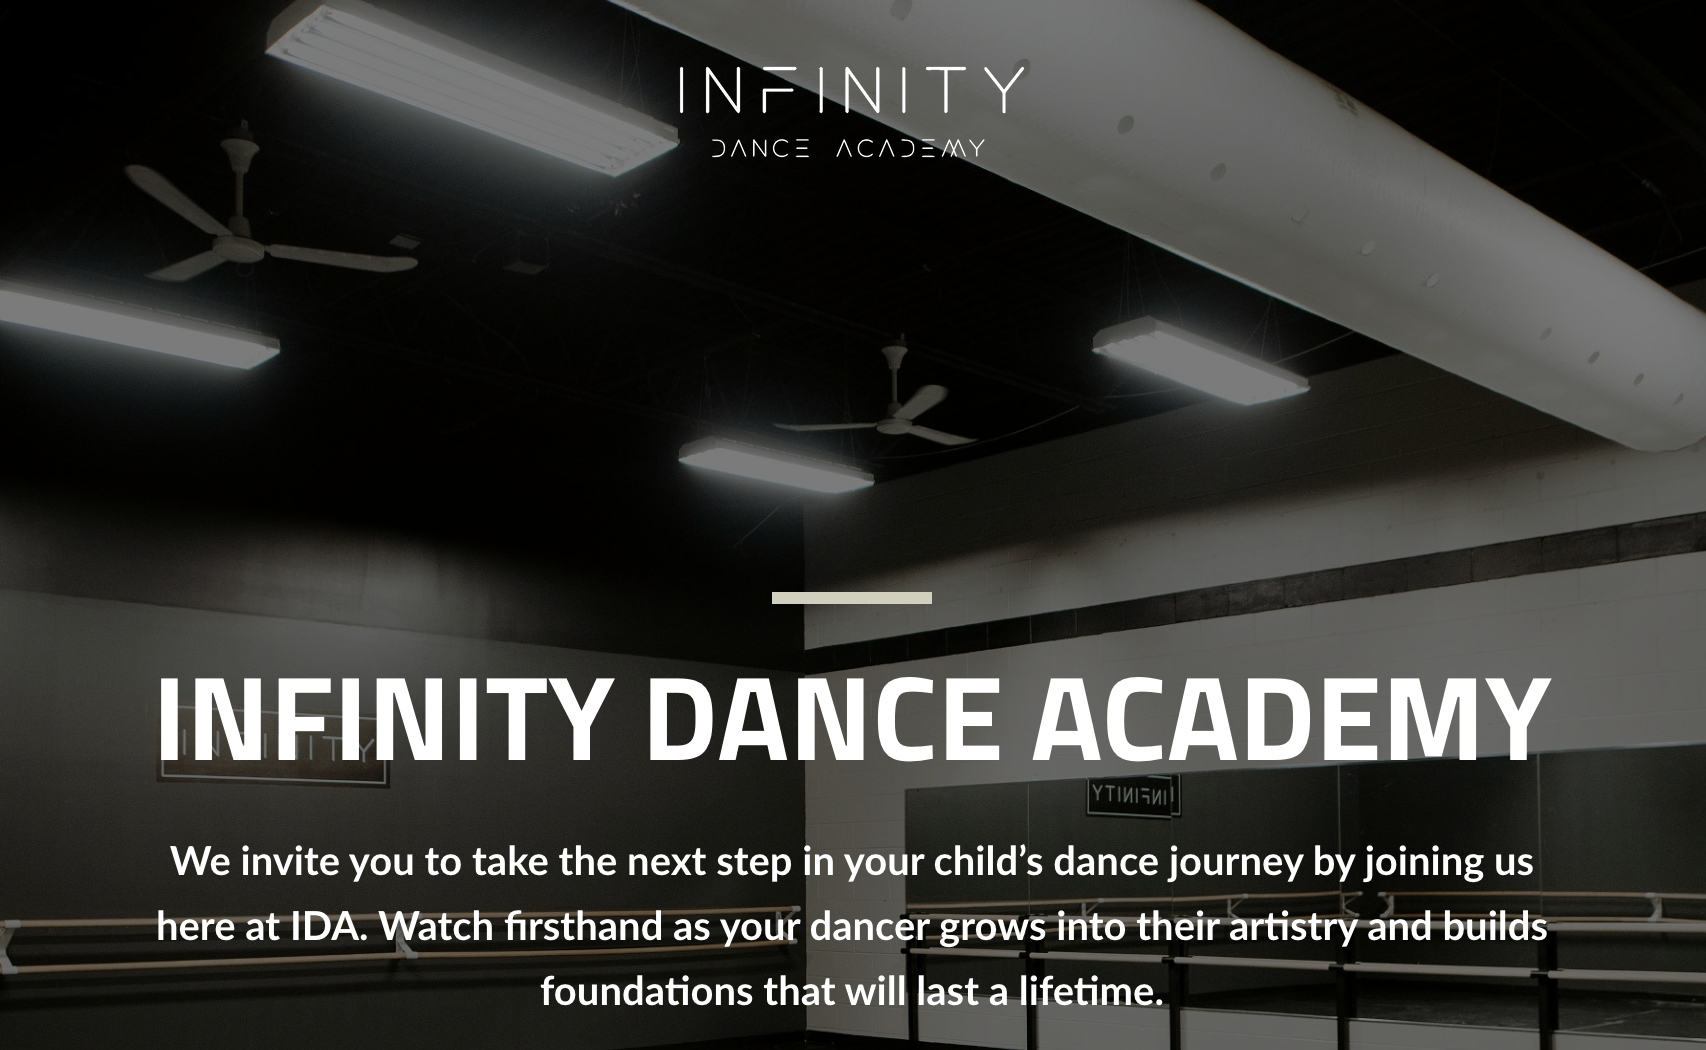 INFINITY
DANCE ACADEMY
INFINITY DANCE ACADEMY
INFINITY
INFINITY
We invite you to take the next step in your child’s dance journey by joining us
here at IDA. Watch firsthand as your dancer grows into their artistry and builds
foundations that will last a lifetime.